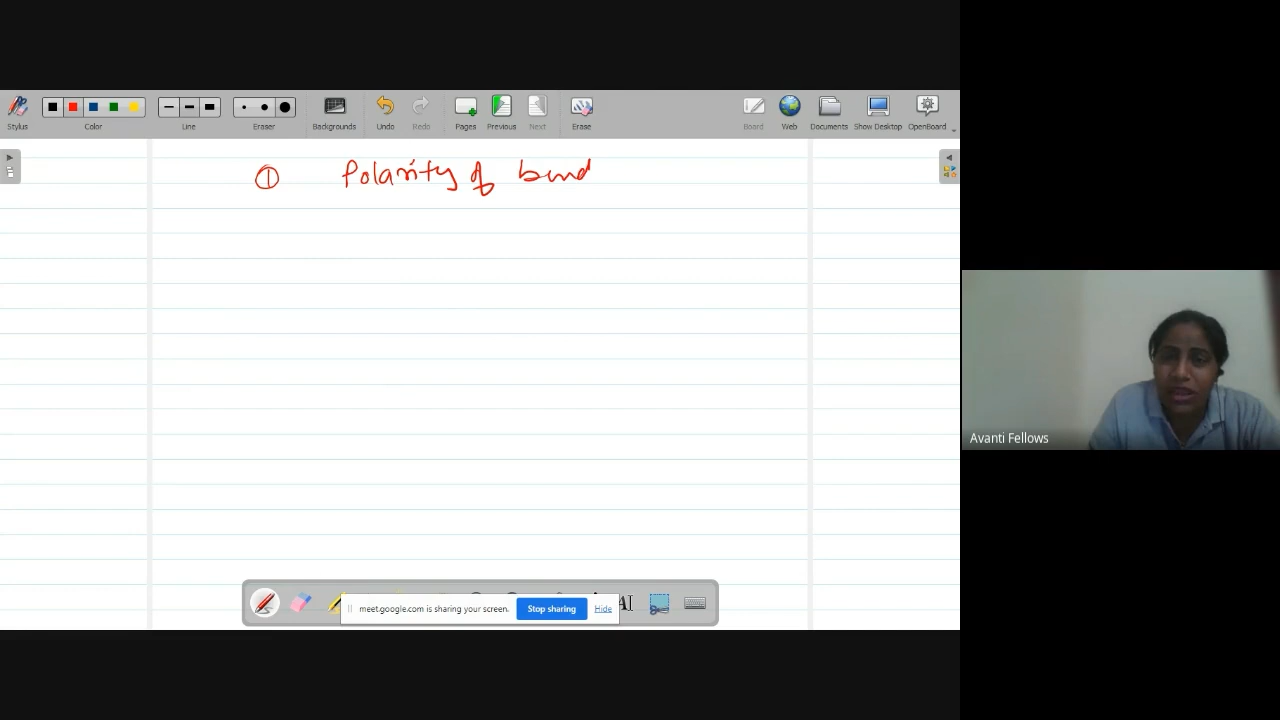 Stylus Color Line Eraser Backgrounds Undo Redo Pages Previous Next Erase Board Web Documents Show Desktop OpenBoard
① Polarity of bond
Avanti Fellows
meet.google.com is sharing your screen. Stop sharing Hide AI